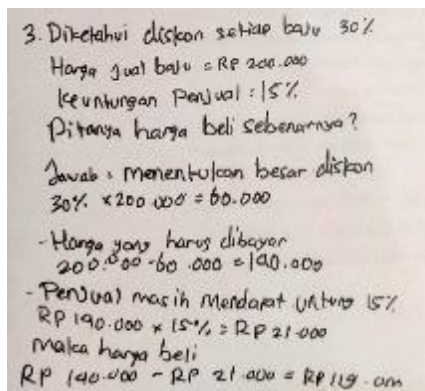 3. Diketahui diskon setiap baju 30%
Harga jual baju = RP 200.000
keuntungan Penjual = 15%
Ditanya harga beli sebenarnya?
Jawab : menentukan besar diskon
30% × 200 000 = 60.000
- Harga yang harus dibayar
200.000 - 60.000 = 140.000
- Penjual masih mendapat untung 15%
RP 140.000 × 15% = RP 21.000
maka harga beli
RP 140.000 - RP 21.000 = RP 119.000